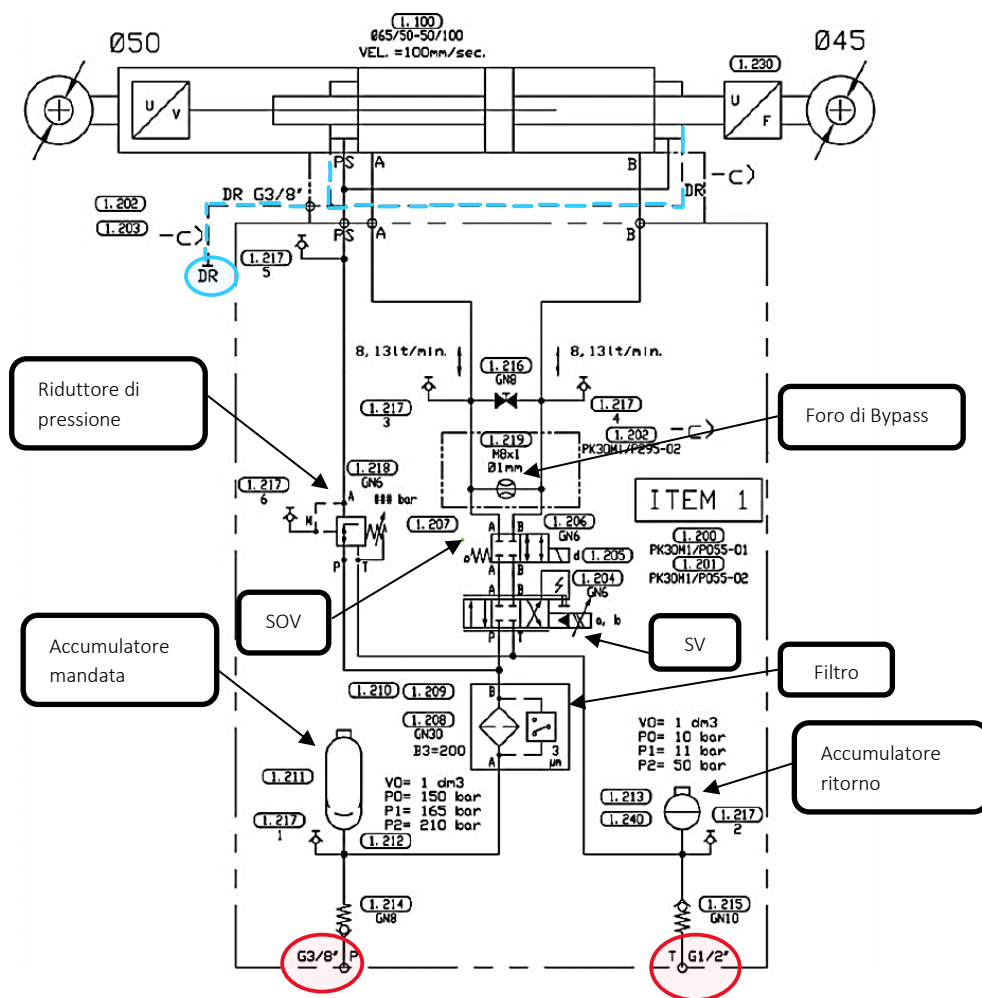 1.100
Ø65/50-50/100
VEL. =100mm/sec.
Ø50
Ø45
1.230
U
V
U
F
PS
A
B
DR
-C)
DR G3/8"
1.202
1.203
-C)
DR
PS
A
B
1.217
5
8,13lt/min.
8,13lt/min.
1.216
GN8
1.217
3
1.217
4
1.202
-C)
PK30M1/P295-02
Riduttore di
pressione
Foro di Bypass
1.219
M8x1
Ø1mm
1.218
GN6
A
### bar
1.217
6
M
P
T
ITEM 1
1.200
PK30M1/P055-01
1.201
PK30M1/P055-02
1.207
A
B
1.206
GN6
o
d
1.205
A
B
A
B
1.204
GN6
a, b
P
T
SOV
SV
Accumulatore
mandata
Filtro
1.210
1.209
1.208
GN30
B3=200
B
A
3
µm
V0= 1 dm3
P0= 10 bar
P1= 11 bar
P2= 50 bar
Accumulatore
ritorno
1.211
V0= 1 dm3
P0= 150 bar
P1= 165 bar
P2= 210 bar
1.213
1.240
1.217
1
1.212
1.217
2
1.214
GN8
1.215
GN10
G3/8"
P
T
G1/2"